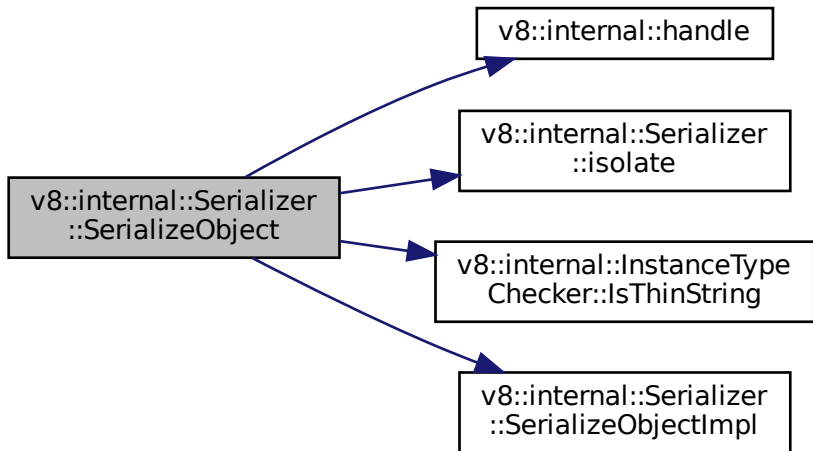 v8::internal::handle
v8::internal::Serializer
::isolate
v8::internal::Serializer
::SerializeObject
v8::internal::InstanceType
Checker::IsThinString
v8::internal::Serializer
::SerializeObjectImpl